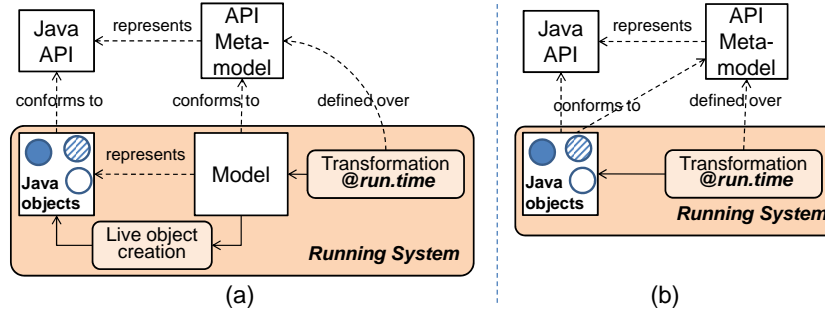 Java
API
represents
API
Meta-
model
conforms to
conforms to
defined over
Java
objects
represents
Model
Transformation
@run.time
Live object
creation
Running System
(a)
Java
API
represents
API
Meta-
model
conforms to
defined over
Java
objects
Transformation
@run.time
Running System
(b)